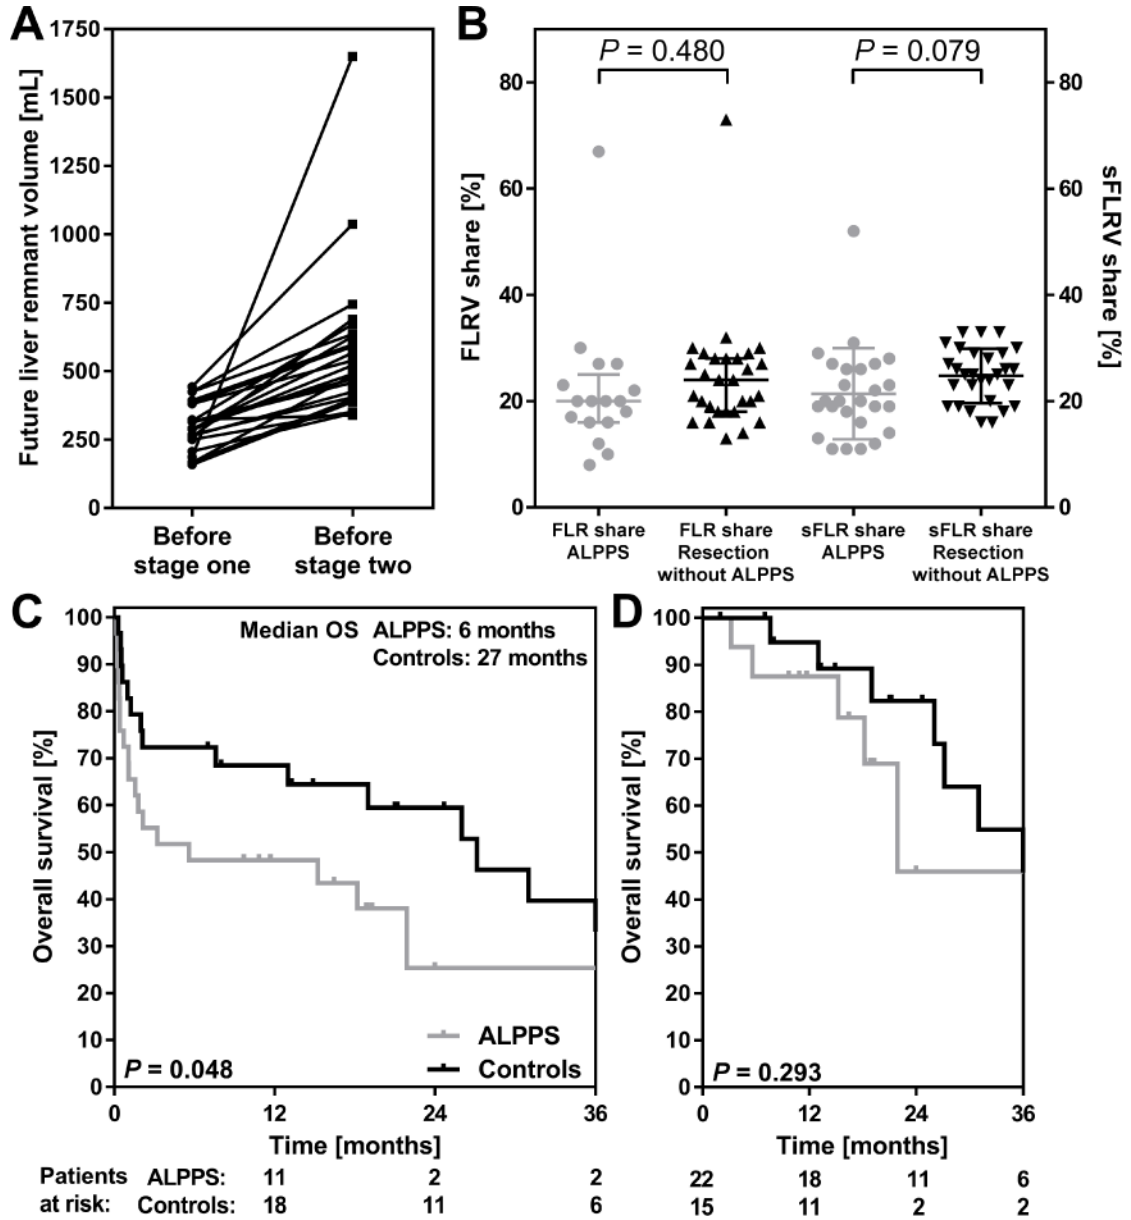 A
Future liver remnant volume [mL]
1750
1500
1250
1000
750
500
250
0
Before
stage one
Before
stage two
B
FLRV share [%]
80
60
40
20
0
P = 0.480
P = 0.079
80
60
40
20
0
sFLRV share [%]
FLR share
ALPPS
FLR share
Resection
without ALPPS
sFLR share
ALPPS
sFLR share
Resection
without ALPPS
C
Overall survival [%]
100
90
80
70
60
50
40
30
20
10
0
Median OS ALPPS: 6 months
Controls: 27 months
ALPPS
Controls
P = 0.048
0 12 24 36
Time [months]
Patients ALPPS: 11 2 2
at risk: Controls: 18 11 6
D
Overall survival [%]
100
90
80
70
60
50
40
30
20
10
0
P = 0.293
0 12 24 36
Time [months]
22 18 11 6
15 11 2 2